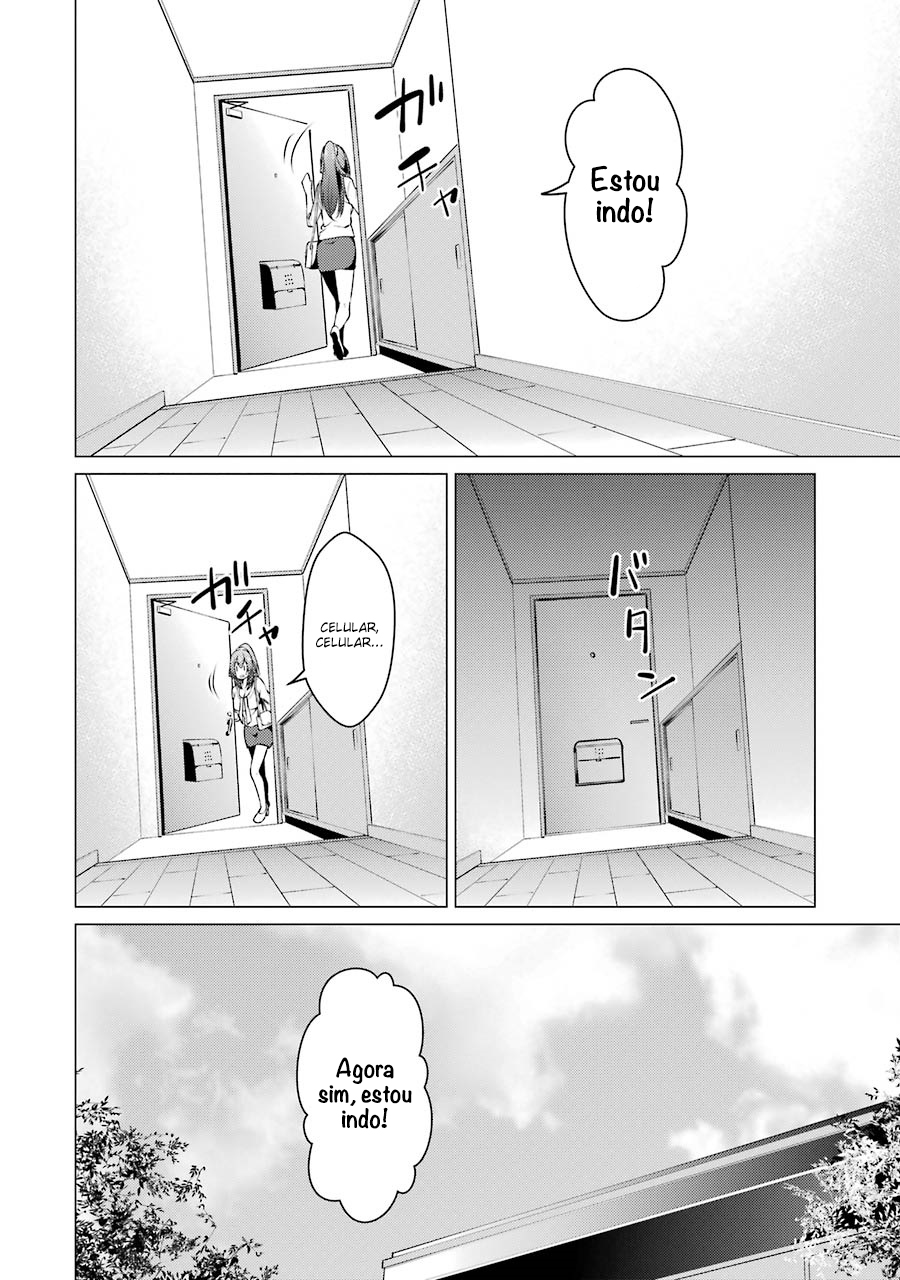 Estou
indo!
ガチャ
バタン
ガチャ
CELULAR,
CELULAR...
Agora
sim, estou
indo!